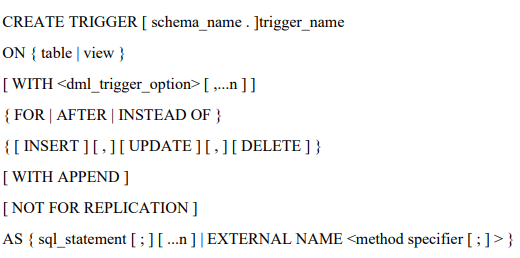 CREATE TRIGGER [ schema_name . ]trigger_name
ON { table | view }
[ WITH <dml_trigger_option> [ ,...n ] ]
{ FOR | AFTER | INSTEAD OF }
{ [ INSERT ] [ , ] [ UPDATE ] [ , ] [ DELETE ] }
[ WITH APPEND ]
[ NOT FOR REPLICATION ]
AS { sql_statement [ ; ] [ ...n ] | EXTERNAL NAME <method specifier [ ; ] > }